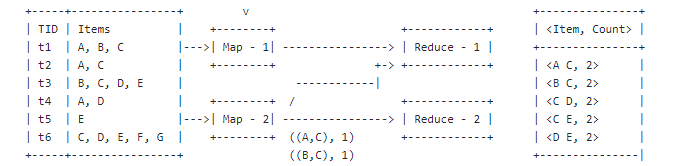 +-----+----------------+         v                                                   +---------------+
| TID | Items          |    +--------+                      +------------+           | <Item, Count> |
| t1  | A, B, C        |--->| Map - 1| ----------------> | Reduce - 1 |           +---------------+
| t2  | A, C           |    +--------+               +-> +------------+           | <A C, 2>      |
| t3  | B, C, D, E     |                 -----------|                            | <B C, 2>      |
| t4  | A, D           |    +--------+  /                   +------------+           | <C D, 2>      |
| t5  | E              |--->| Map - 2| ----------------> | Reduce - 2 |           | <C E, 2>      |
| t6  | C, D, E, F, G  |    +--------+  ((A,C), 1)       +------------+           | <D E, 2>      |
+-----+----------------+                ((B,C), 1)                                   +---------------|